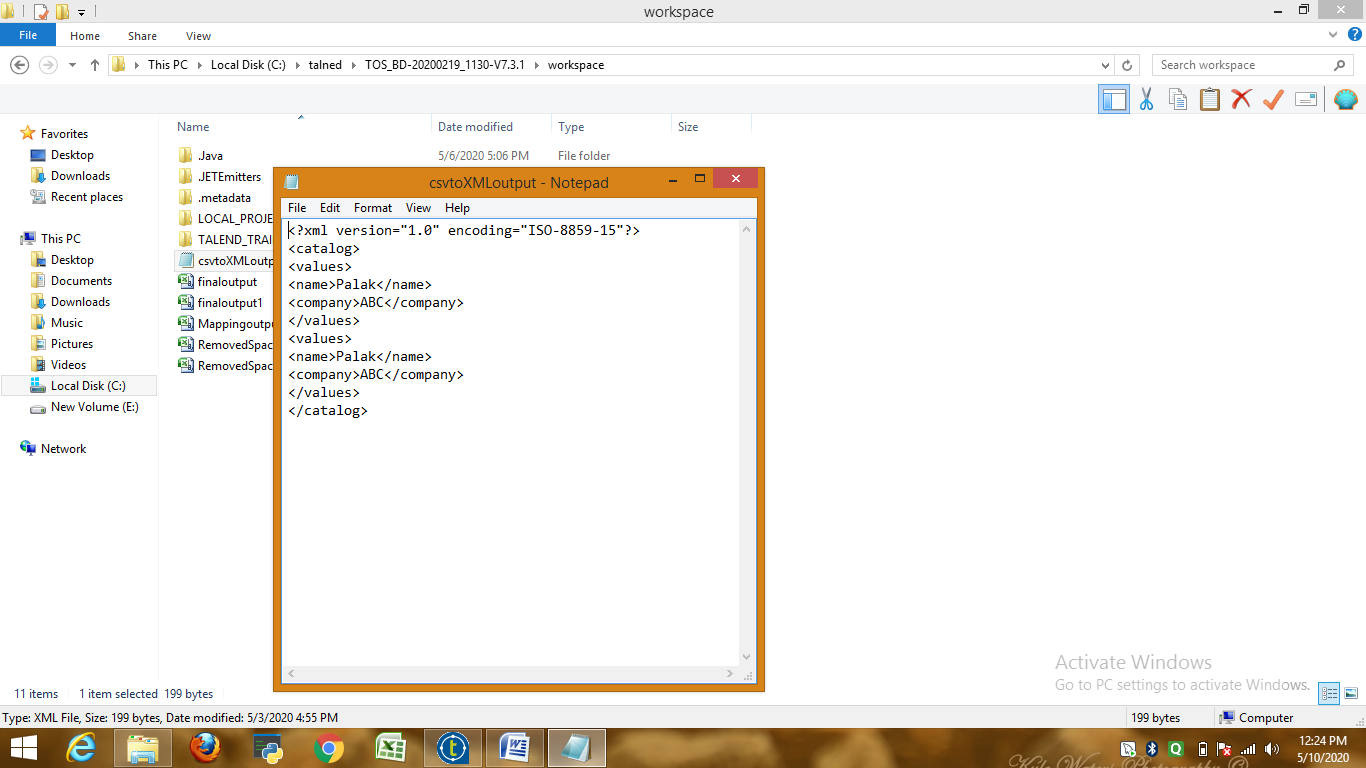 workspace
File Home Share View
This PC Local Disk (C:) talned TOS_BD-20200219_1130-V7.3.1 workspace
Search workspace
Name Date modified Type Size
Favorites
Desktop
Downloads
Recent places
This PC
Desktop
Documents
Downloads
Music
Pictures
Videos
Local Disk (C:)
New Volume (E:)
Network
.Java 5/6/2020 5:06 PM File folder
.JETEmitters
.metadata
LOCAL_PROJE
TALEND_TRAI
csvtoXMLoutp
finaloutput
finaloutput1
Mappingoutpu
RemovedSpac
RemovedSpac
csvtoXMLoutput - Notepad
File Edit Format View Help
<?xml version="1.0" encoding="ISO-8859-15"?>
<catalog>
<values>
<name>Palak</name>
<company>ABC</company>
</values>
<values>
<name>Palak</name>
<company>ABC</company>
</values>
</catalog>
Activate Windows
Go to PC settings to activate Windows.
11 items 1 item selected 199 bytes
Type: XML File, Size: 199 bytes, Date modified: 5/3/2020 4:55 PM 199 bytes Computer
12:24 PM
5/10/2020